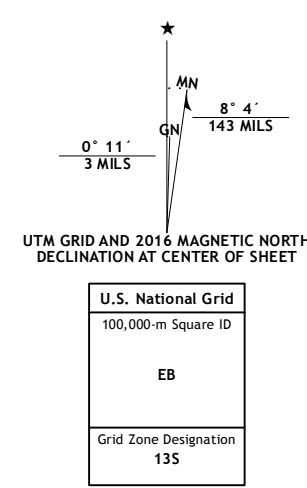 ★
MN
GN
8° 4´
143 MILS
0° 11´
3 MILS
UTM GRID AND 2016 MAGNETIC NORTH
DECLINATION AT CENTER OF SHEET
U.S. National Grid
100,000-m Square ID
EB
Grid Zone Designation
13S